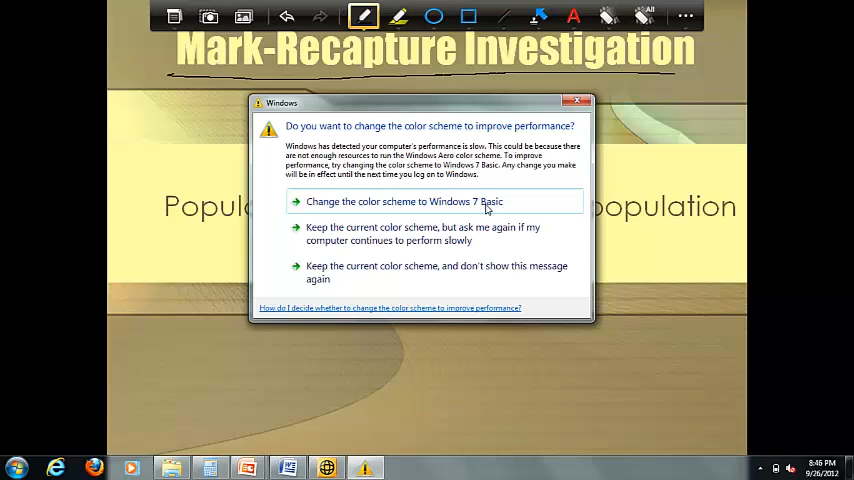 All
Mark-Recapture Investigation
Windows
Do you want to change the color scheme to improve performance?
Windows has detected your computer's performance is slow. This could be because there
are not enough resources to run the Windows Aero color scheme. To improve
performance, try changing the color scheme to Windows 7 Basic. Any change you make
will be in effect until the next time you log on to Windows.
Change the color scheme to Windows 7 Basic
Popul
population
Keep the current color scheme, but ask me again if my
computer continues to perform slowly
Keep the current color scheme, and don't show this message
again
How do I decide whether to change the color scheme to improve performance?
8:46 PM
9/26/2012